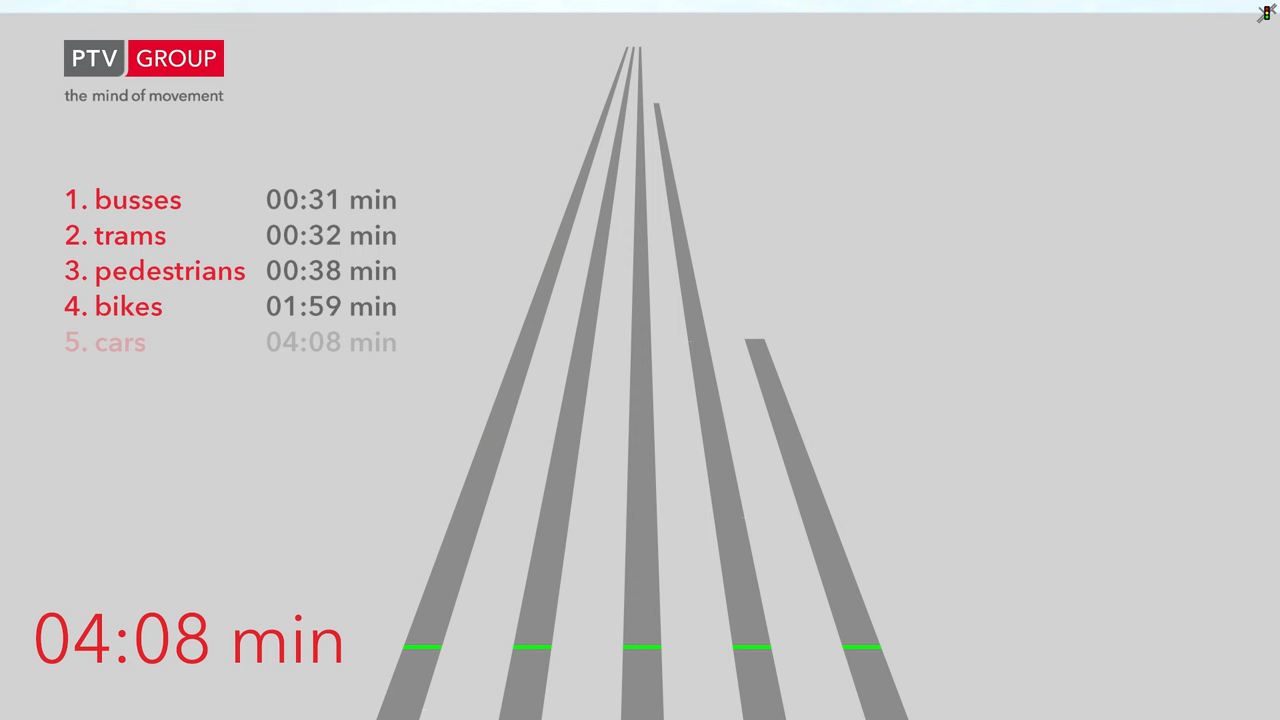 PTV GROUP
the mind of movement
1. busses 00:31 min
2. trams 00:32 min
3. pedestrians 00:38 min
4. bikes 01:59 min
5. cars 04:08 min
04:08 min